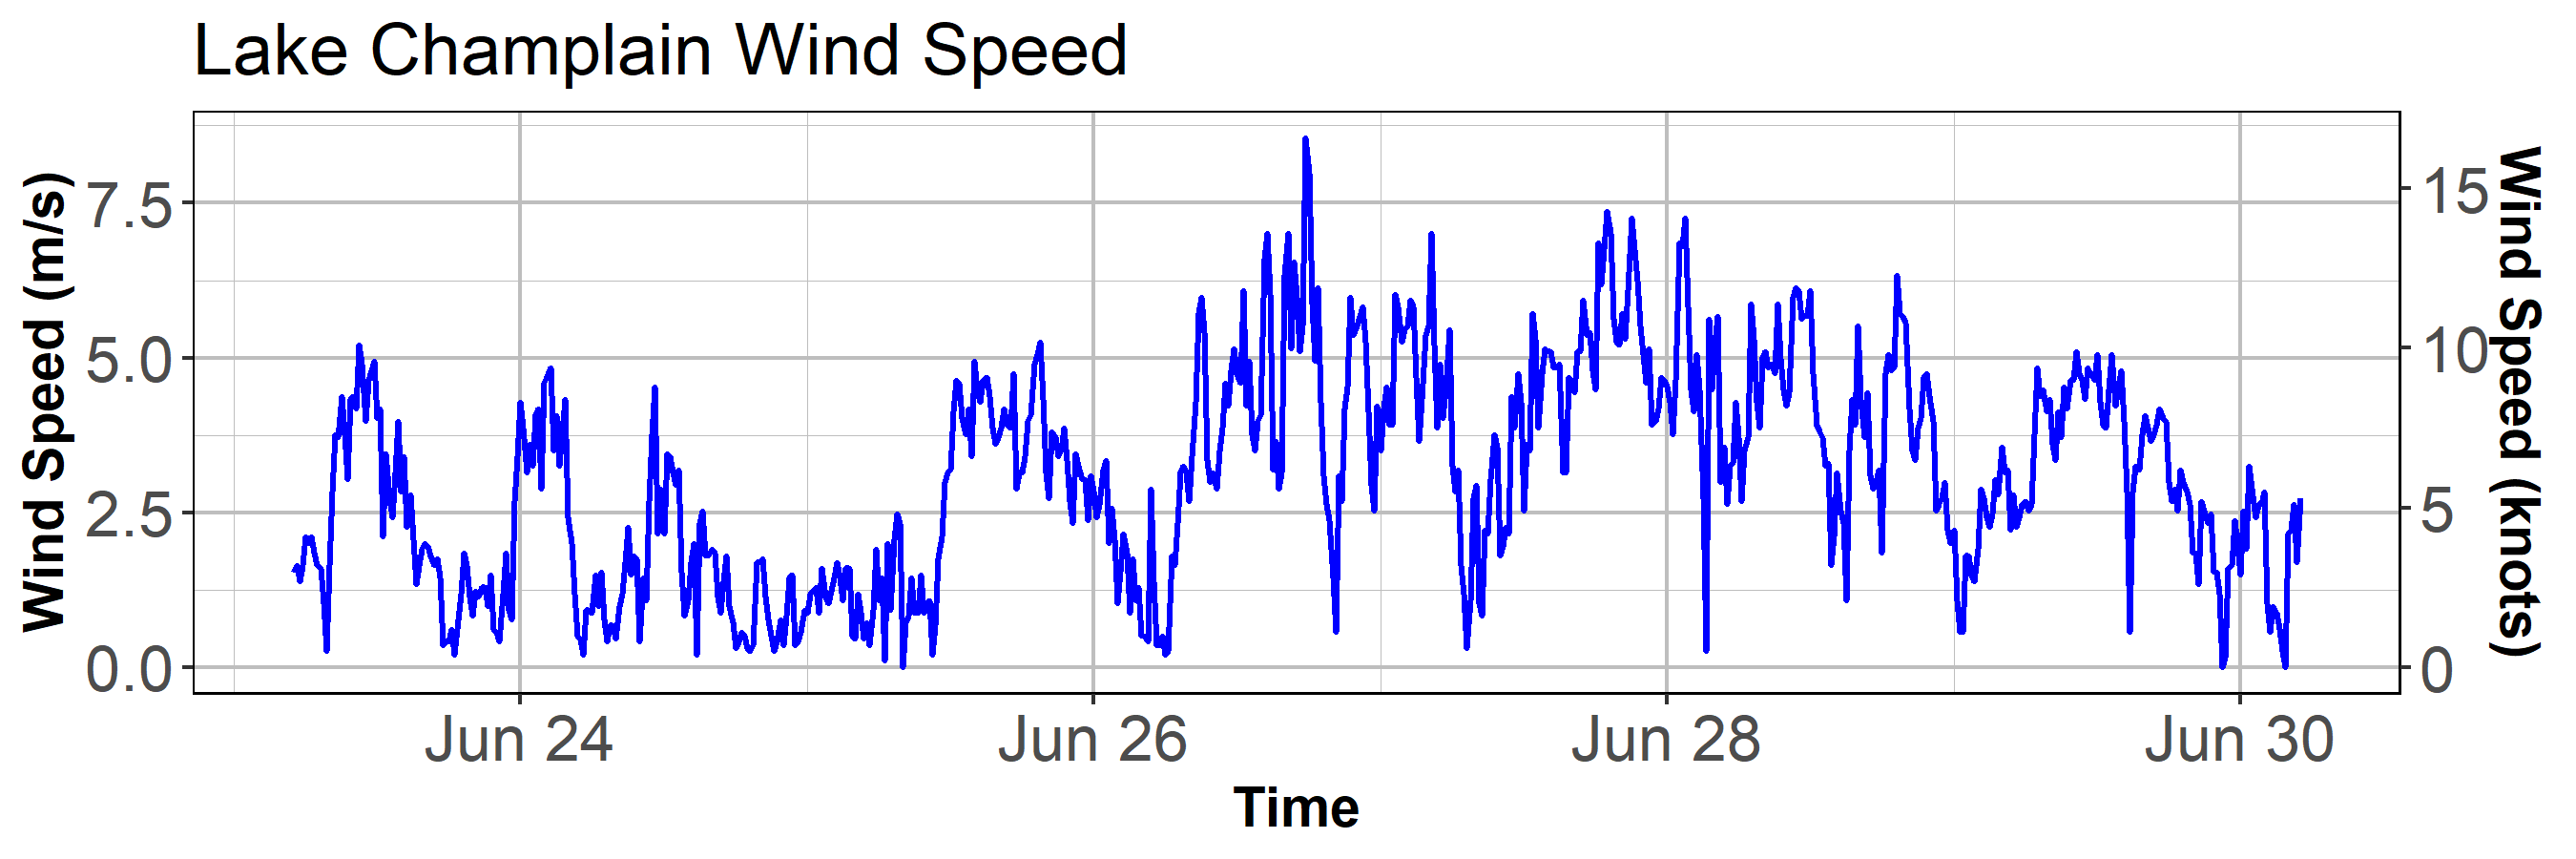 Lake Champlain Wind Speed
Wind Speed (m/s)
7.5
5.0
2.5
0.0
15
10
5
0
Wind Speed (knots)
Jun 24
Jun 26
Jun 28
Jun 30
Time